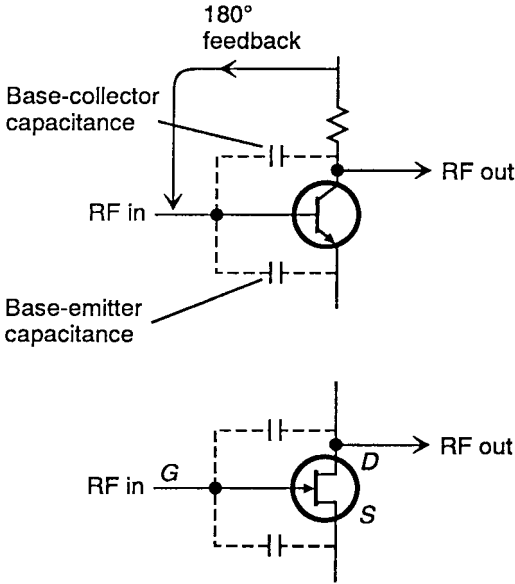 180°
feedback
Base-collector
capacitance
RF out
RF in
Base-emitter
capacitance
RF out
D
RF in
G
S